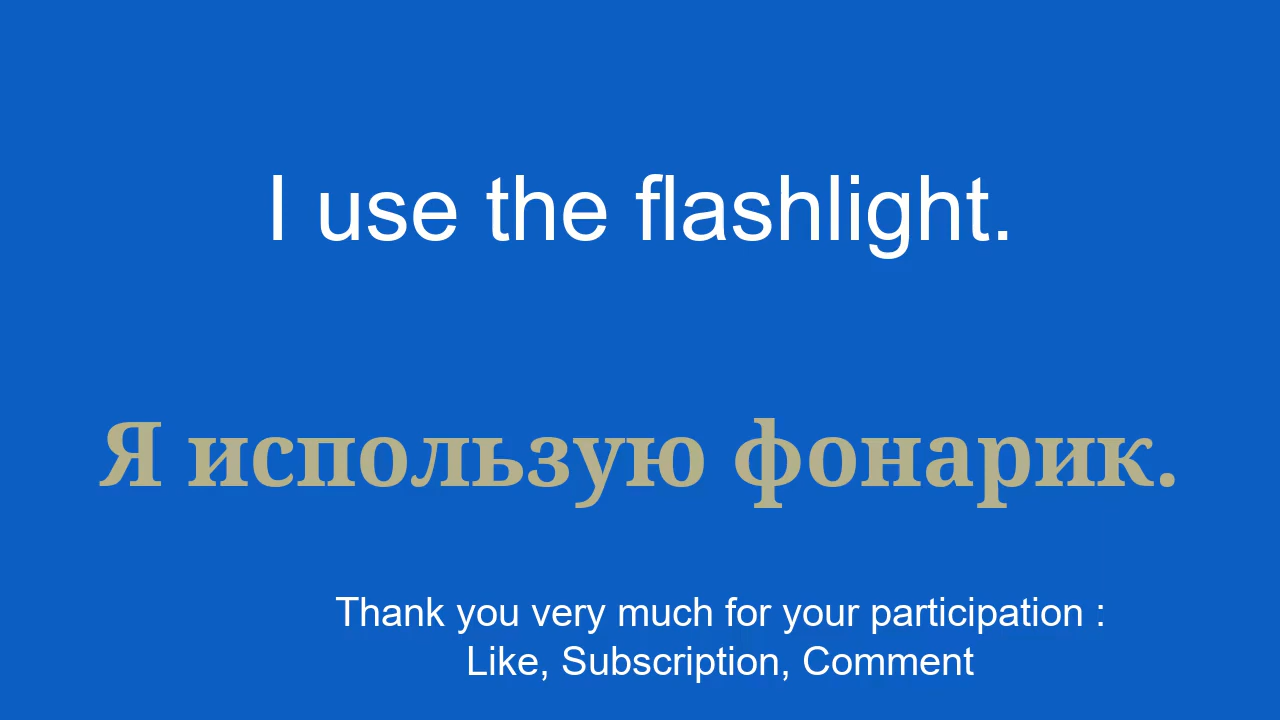 I use the flashlight.
Я использую фонарик.
Thank you very much for your participation :
Like, Subscription, Comment